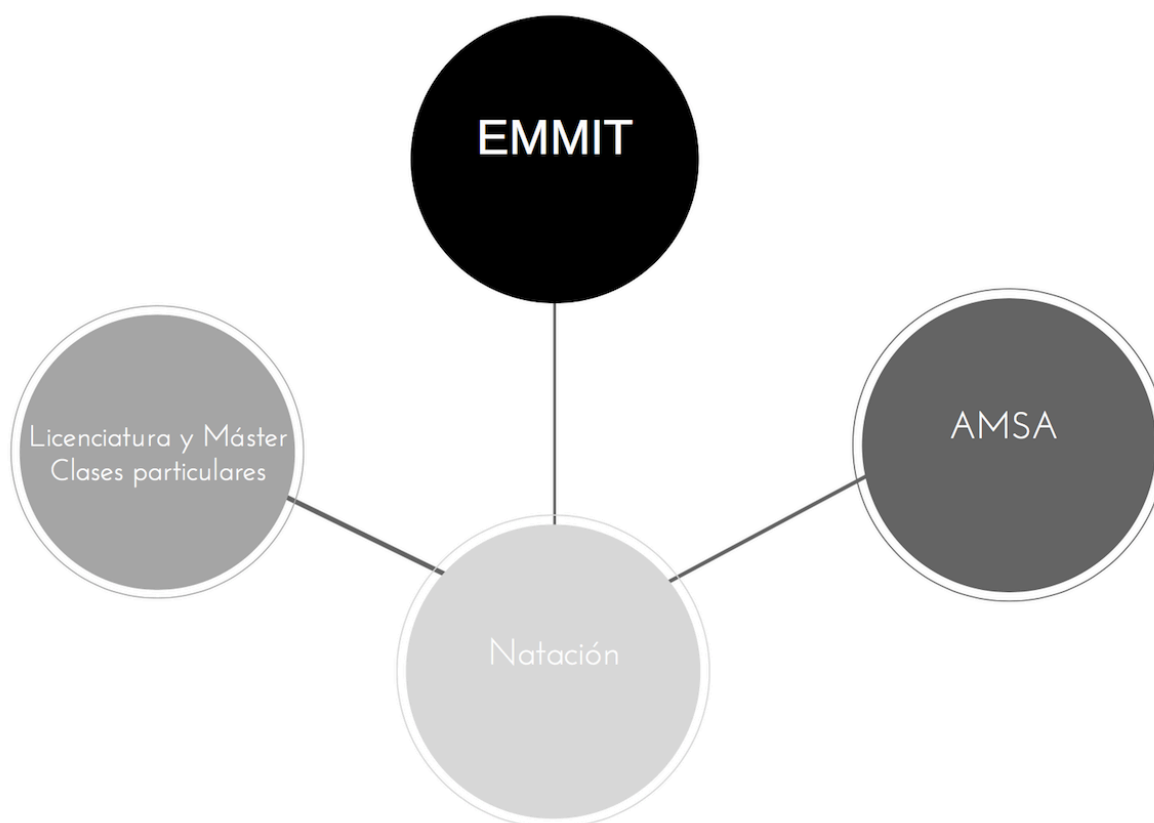 EMMIT
Licenciatura y Máster
Clases particulares
AMSA
Natación